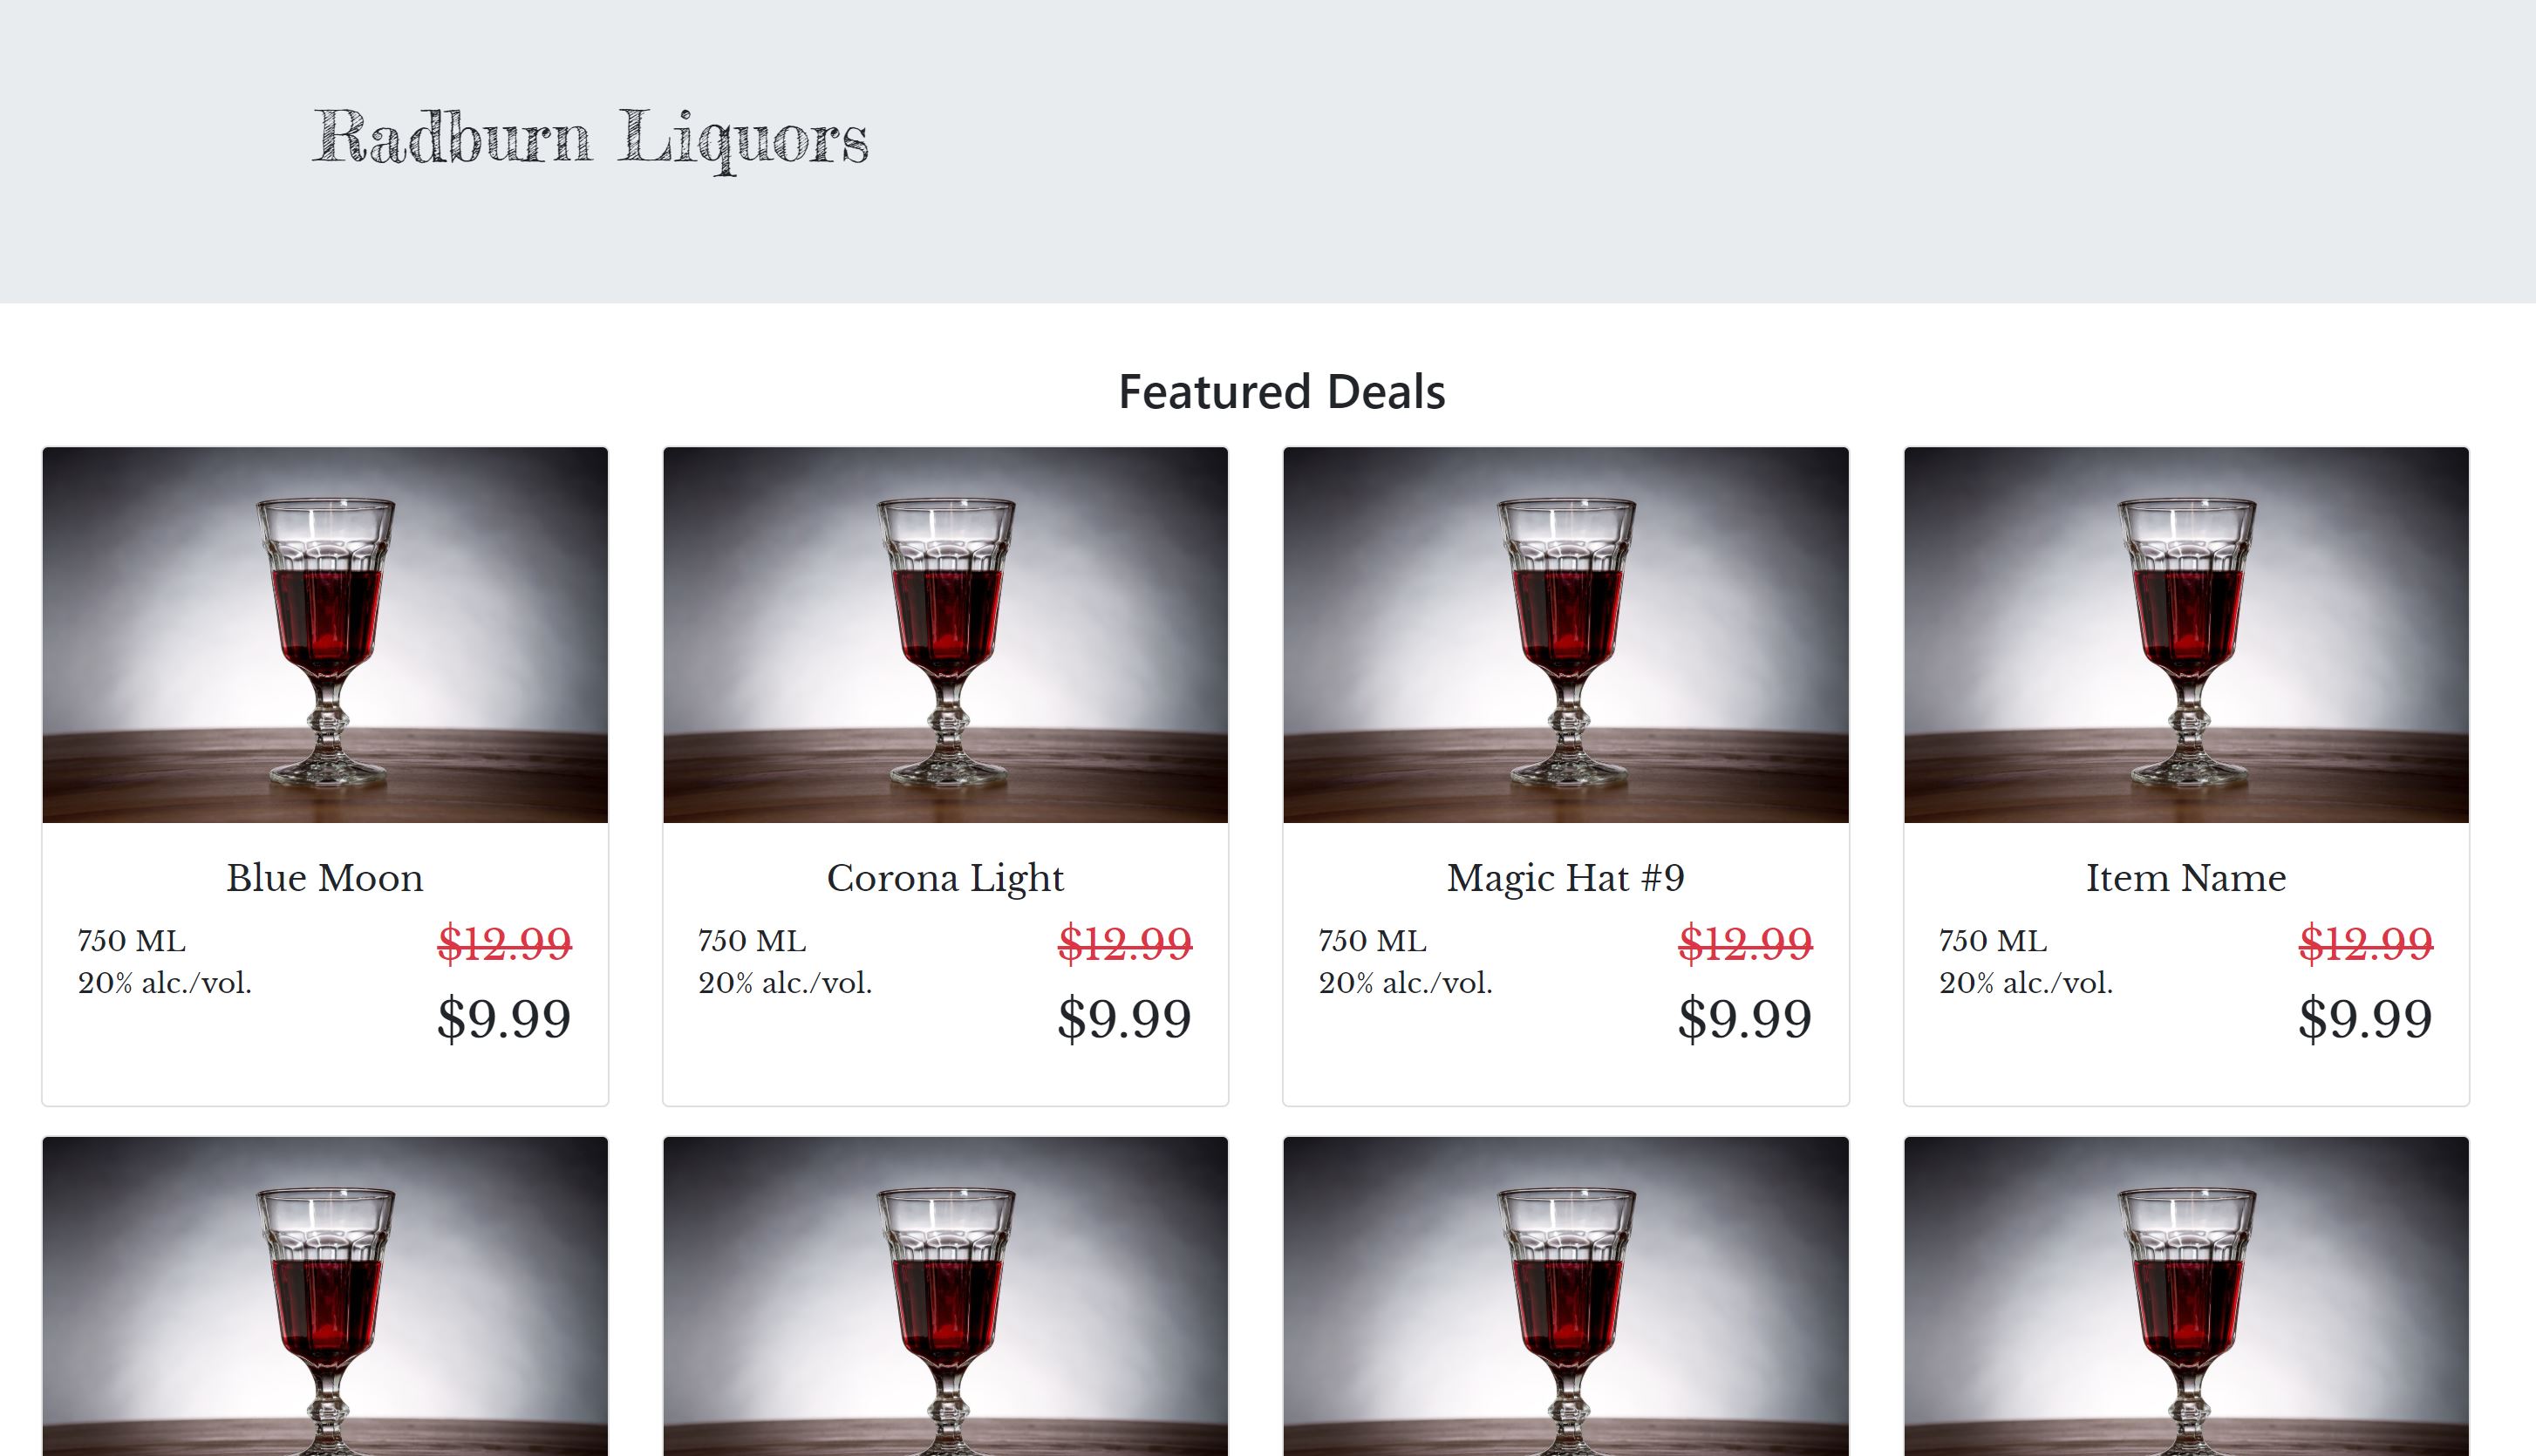 Radburn Liquors
Featured Deals
Blue Moon
750 ML
20% alc./vol.
$12.99
$9.99
Corona Light
750 ML
20% alc./vol.
$12.99
$9.99
Magic Hat #9
750 ML
20% alc./vol.
$12.99
$9.99
Item Name
750 ML
20% alc./vol.
$12.99
$9.99